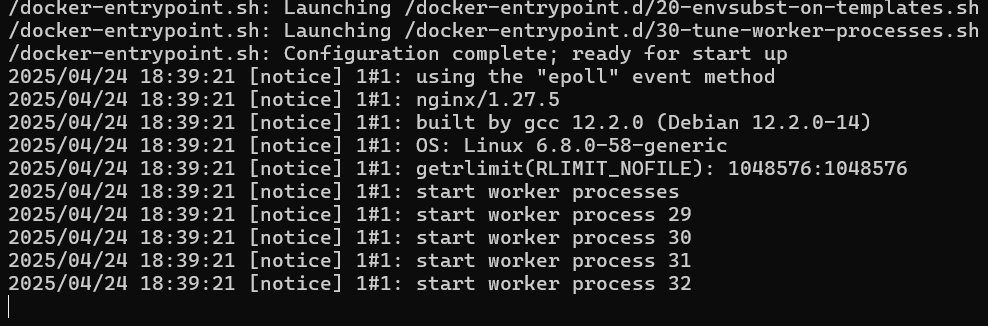 /docker-entrypoint.sh: Launching /docker-entrypoint.d/20-envsubst-on-templates.sh
/docker-entrypoint.sh: Launching /docker-entrypoint.d/30-tune-worker-processes.sh
/docker-entrypoint.sh: Configuration complete; ready for start up
2025/04/24 18:39:21 [notice] 1#1: using the "epoll" event method
2025/04/24 18:39:21 [notice] 1#1: nginx/1.27.5
2025/04/24 18:39:21 [notice] 1#1: built by gcc 12.2.0 (Debian 12.2.0-14)
2025/04/24 18:39:21 [notice] 1#1: OS: Linux 6.8.0-58-generic
2025/04/24 18:39:21 [notice] 1#1: getrlimit(RLIMIT_NOFILE): 1048576:1048576
2025/04/24 18:39:21 [notice] 1#1: start worker processes
2025/04/24 18:39:21 [notice] 1#1: start worker process 29
2025/04/24 18:39:21 [notice] 1#1: start worker process 30
2025/04/24 18:39:21 [notice] 1#1: start worker process 31
2025/04/24 18:39:21 [notice] 1#1: start worker process 32